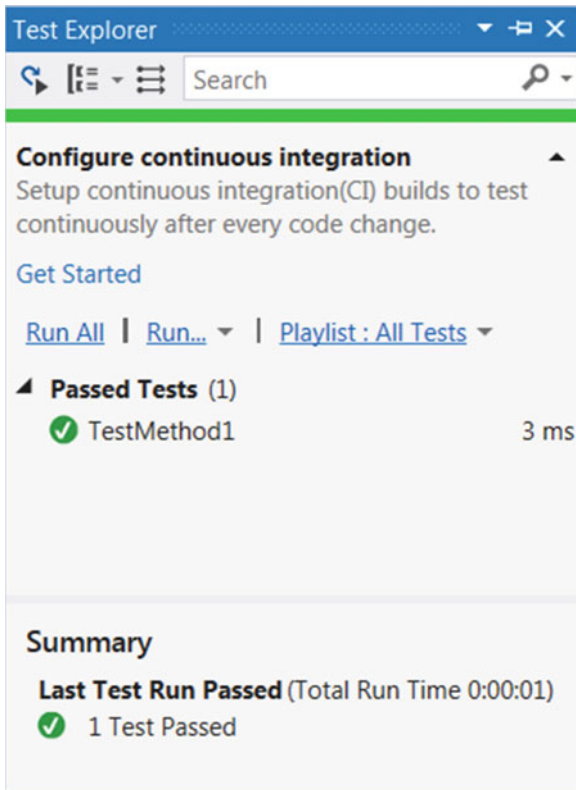 Test Explorer
Search
Configure continuous integration
Setup continuous integration(CI) builds to test
continuously after every code change.
Get Started
Run All | Run... | Playlist : All Tests
Passed Tests (1)
TestMethod1 3 ms
Summary
Last Test Run Passed (Total Run Time 0:00:01)
1 Test Passed